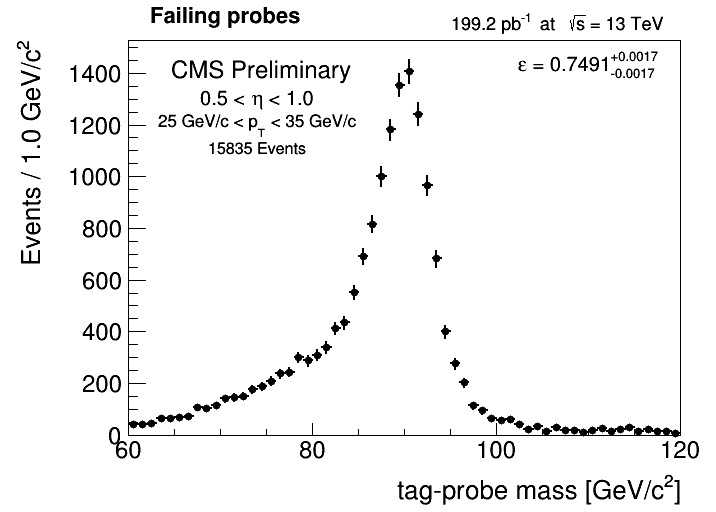 Failing probes
199.2 pb⁻¹ at √s = 13 TeV
CMS Preliminary
0.5 < η < 1.0
25 GeV/c < p_T < 35 GeV/c
15835 Events
ε = 0.7491 +0.0017 -0.0017
Events / 1.0 GeV/c²
1400
1200
1000
800
600
400
200
0
60 80 100 120
tag-probe mass [GeV/c²]